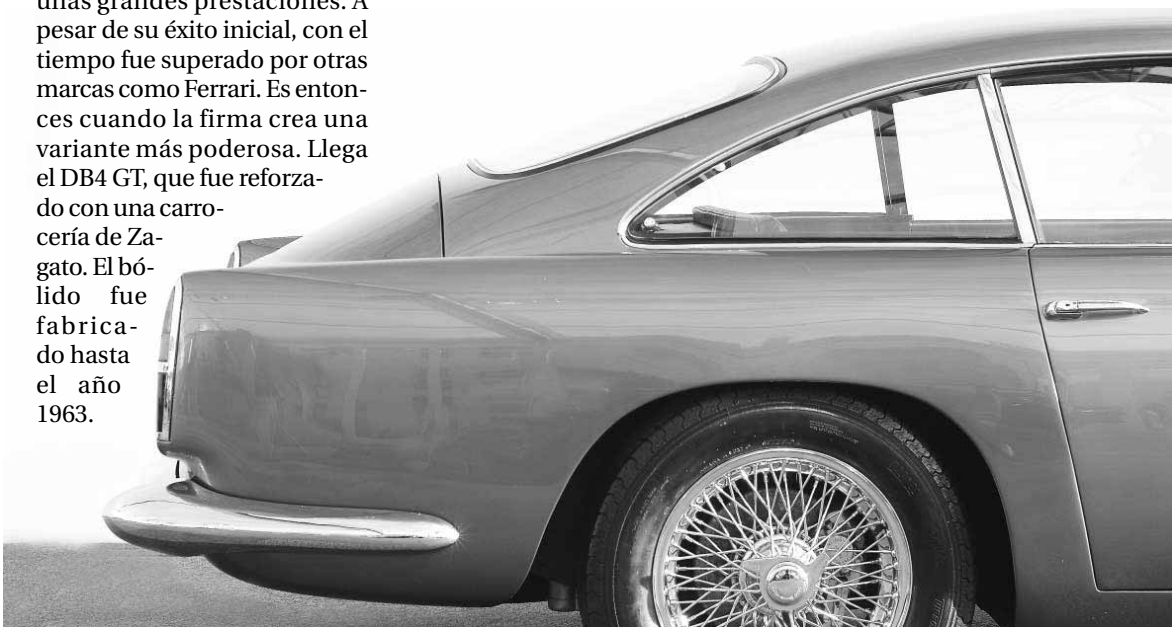 unas grandes prestaciones. A
pesar de su éxito inicial, con el
tiempo fue superado por otras
marcas como Ferrari. Es enton-
ces cuando la firma crea una
variante más poderosa. Llega
el DB4 GT, que fue reforza-
do con una carro-
cería de Za-
gato. El bó-
lido fue
fabrica-
do hasta
el año
1963.